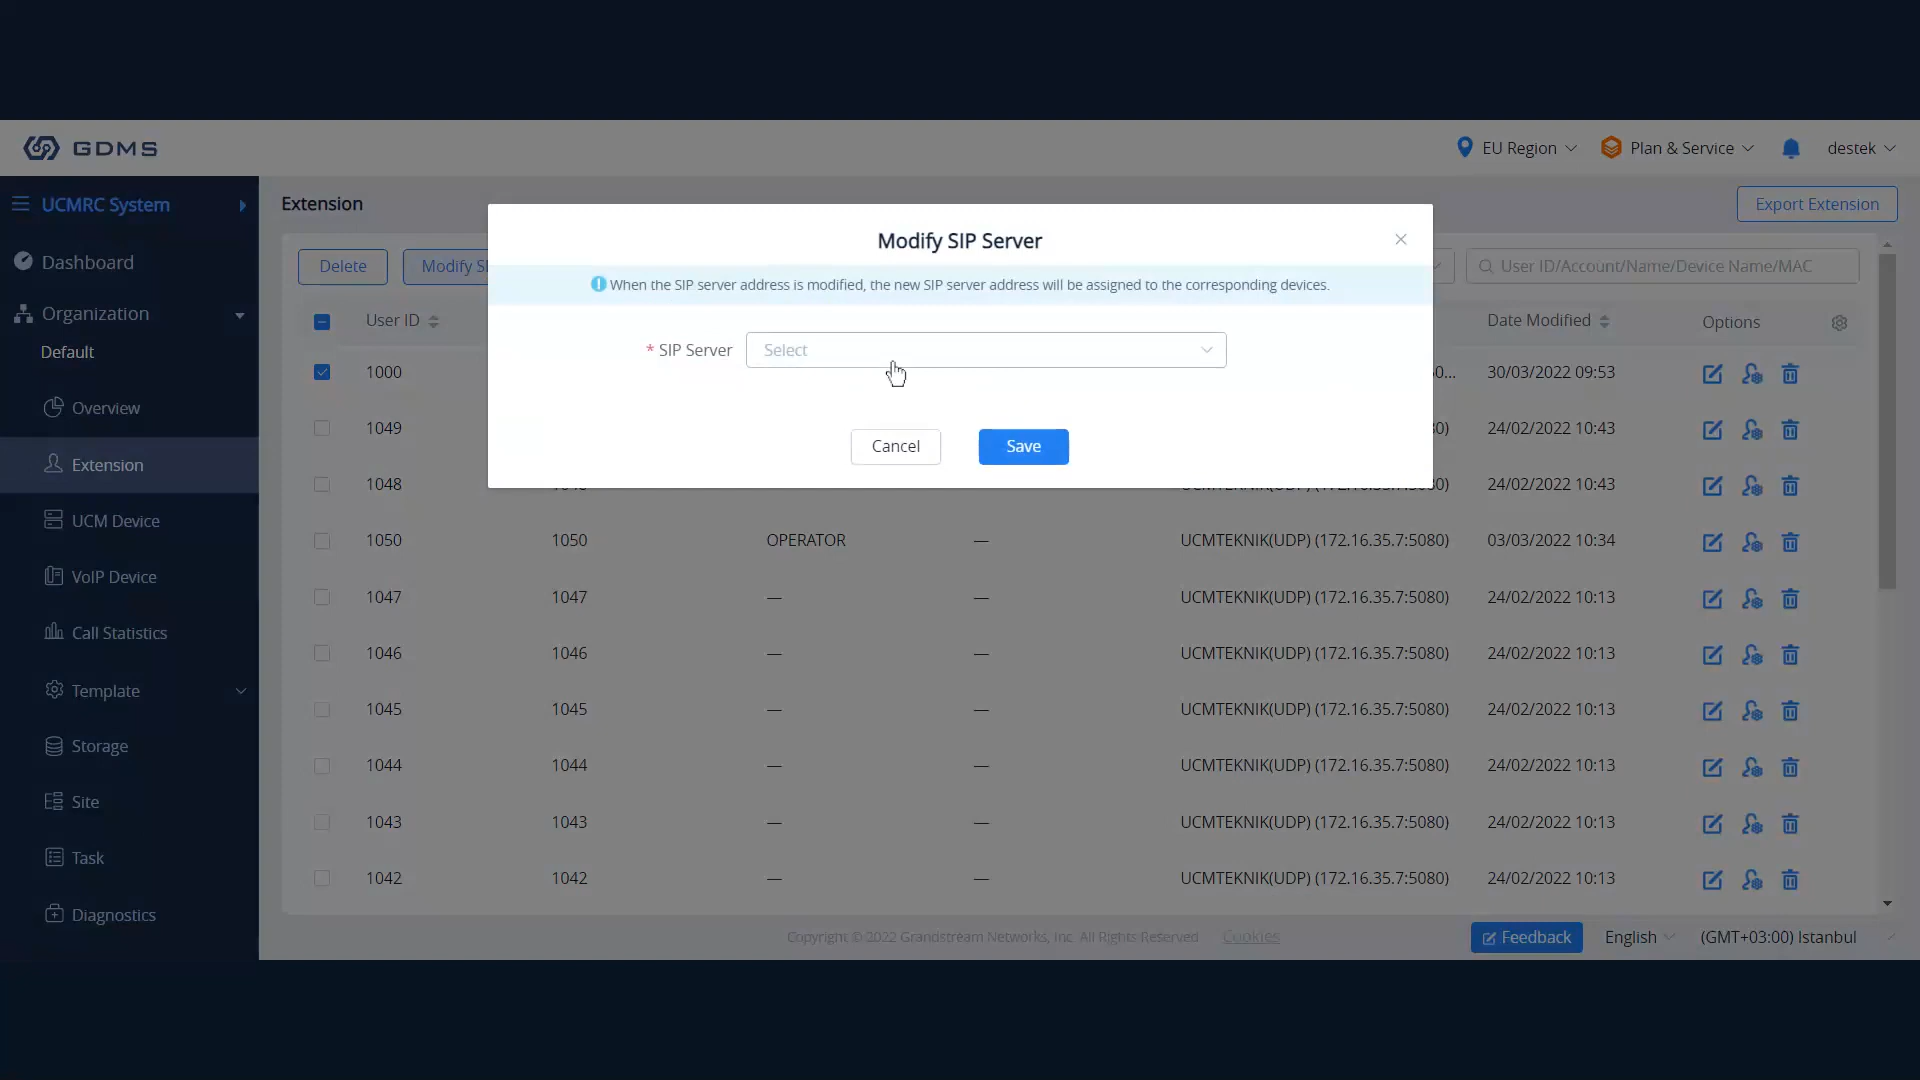 GDMS
EU Region
Plan & Service
destek
UCMRC System
Extension
Export Extension
Modify SIP Server
Delete
Modify SI
User ID/Account/Name/Device Name/MAC
When the SIP server address is modified, the new SIP server address will be assigned to the corresponding devices.
Dashboard
Organization
Default
Overview
Extension
UCM Device
VoIP Device
Call Statistics
Template
Storage
Site
Task
Diagnostics
User ID
Date Modified
Options
* SIP Server
Select
Cancel
Save
1000 0... 30/03/2022 09:53
1049 0) 24/02/2022 10:43
1048 0) 24/02/2022 10:43
1050 1050 OPERATOR — UCMTEKNIK(UDP) (172.16.35.7:5080) 03/03/2022 10:34
1047 1047 — — UCMTEKNIK(UDP) (172.16.35.7:5080) 24/02/2022 10:13
1046 1046 — — UCMTEKNIK(UDP) (172.16.35.7:5080) 24/02/2022 10:13
1045 1045 — — UCMTEKNIK(UDP) (172.16.35.7:5080) 24/02/2022 10:13
1044 1044 — — UCMTEKNIK(UDP) (172.16.35.7:5080) 24/02/2022 10:13
1043 1043 — — UCMTEKNIK(UDP) (172.16.35.7:5080) 24/02/2022 10:13
1042 1042 — — UCMTEKNIK(UDP) (172.16.35.7:5080) 24/02/2022 10:13
Copyright © 2022 Grandstream Networks, Inc. All Rights Reserved
Cookies
Feedback
English
(GMT+03:00) Istanbul